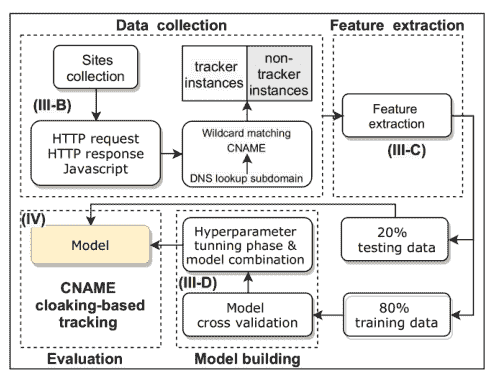 Data collection
Feature extraction
Sites
collection
(III-B)
tracker
instances
non-
tracker
instances
HTTP request
HTTP response
Javascript
Wildcard matching
CNAME
DNS lookup subdomain
Feature
extraction
(III-C)
(IV)
Model
CNAME
cloaking-based
tracking
Hyperparameter
tunning phase &
model combination
(III-D)
Model
cross validation
20%
testing data
80%
training data
Evaluation
Model building